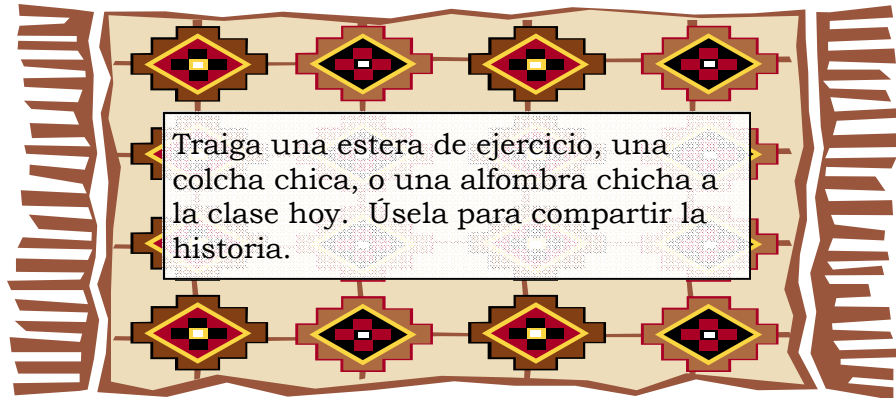 Traiga una estera de ejercicio, una
colcha chica, o una alfombra chicha a
la clase hoy.  Úsela para compartir la
historia.